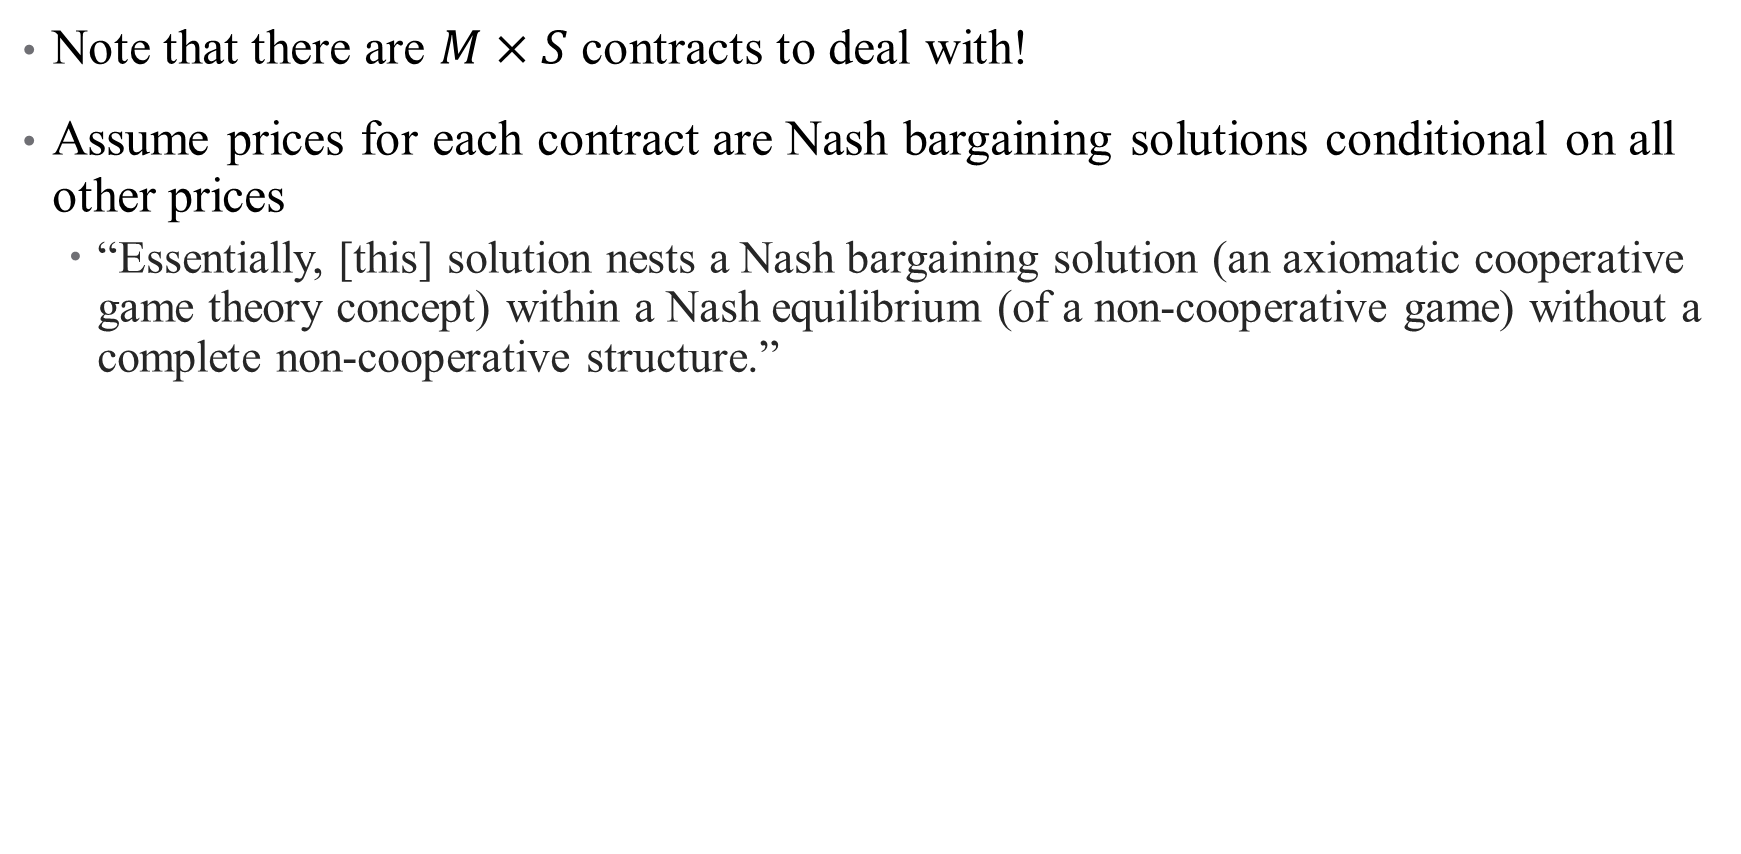 • Note that there are M × S contracts to deal with!
• Assume prices for each contract are Nash bargaining solutions conditional on all
other prices
• “Essentially, [this] solution nests a Nash bargaining solution (an axiomatic cooperative
game theory concept) within a Nash equilibrium (of a non-cooperative game) without a
complete non-cooperative structure.”